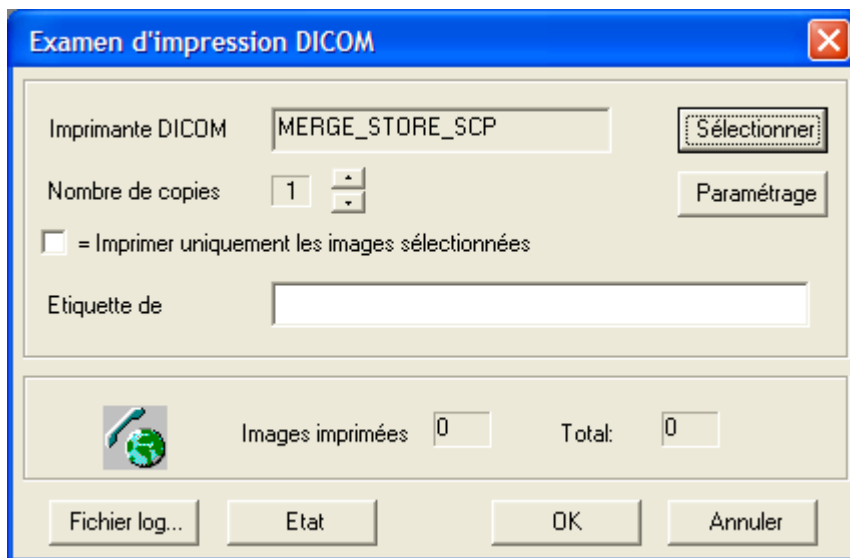 Examen d'impression DICOM
Imprimante DICOM MERGE_STORE_SCP Sélectionner
Nombre de copies 1 Paramétrage
= Imprimer uniquement les images sélectionnées
Etiquette de
Images imprimées 0 Total: 0
Fichier log... Etat OK Annuler